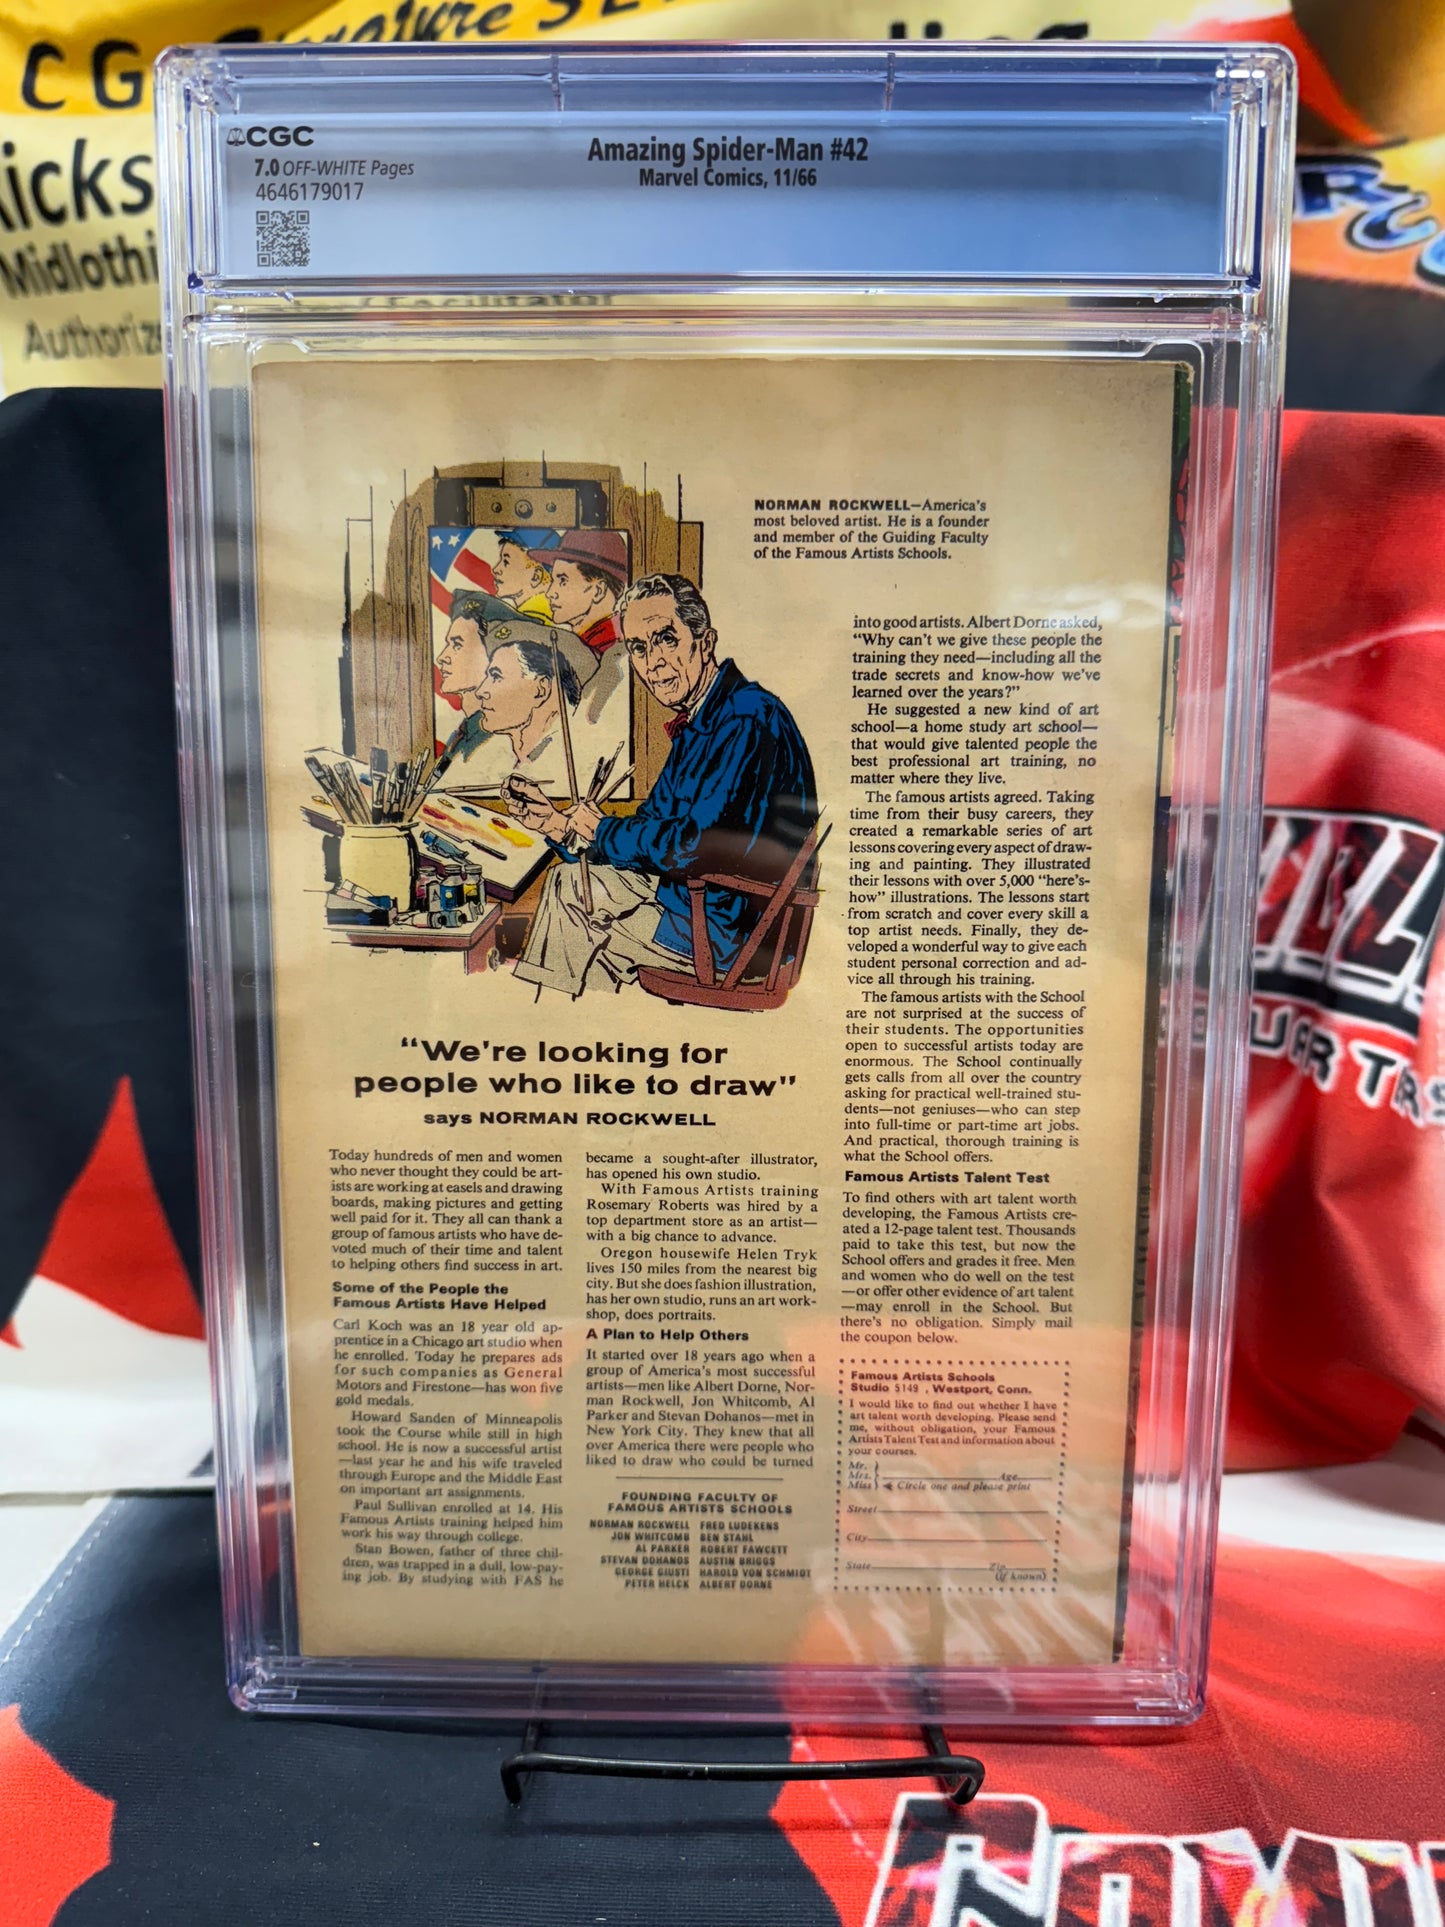 CGC Signature SE
icks
Midlothi
Authoriz
Facilitator
CGC
7.0 OFF-WHITE Pages
4646179017
Amazing Spider-Man #42
Marvel Comics, 11/66
NORMAN ROCKWELL—America's
most beloved artist. He is a founder
and member of the Guiding Faculty
of the Famous Artists Schools.
"We're looking for
people who like to draw"
says NORMAN ROCKWELL
Today hundreds of men and women
who never thought they could be art-
ists are working at easels and drawing
boards, making pictures and getting
well paid for it. They all can thank a
group of famous artists who have de-
voted much of their time and talent
to helping others find success in art.
Some of the People the
Famous Artists Have Helped
Carl Koch was an 18 year old ap-
prentice in a Chicago art studio when
he enrolled. Today he prepares ads
for such companies as General
Motors and Firestone—has won five
gold medals.
Howard Sanden of Minneapolis
took the Course while still in high
school. He is now a successful artist
—last year he and his wife traveled
through Europe and the Middle East
on important art assignments.
Paul Sullivan enrolled at 14. His
Famous Artists training helped him
work his way through college.
Stan Bowen, father of three chil-
dren, was trapped in a dull, low-pay-
ing job. By studying with FAS he
became a sought-after illustrator,
has opened his own studio.
With Famous Artists training
Rosemary Roberts was hired by a
top department store as an artist—
with a big chance to advance.
Oregon housewife Helen Tryk
lives 150 miles from the nearest big
city. But she does fashion illustration,
has her own studio, runs an art work-
shop, does portraits.
A Plan to Help Others
It started over 18 years ago when a
group of America's most successful
artists—men like Albert Dorne, Nor-
man Rockwell, Jon Whitcomb, Al
Parker and Stevan Dohanos—met in
New York City. They knew that all
over America there were people who
liked to draw who could be turned
FOUNDING FACULTY OF
FAMOUS ARTISTS SCHOOLS
NORMAN ROCKWELL FRED LUDEKENS
JON WHITCOMB BEN STAHL
AL PARKER ROBERT FAWCETT
STEVAN DOHANOS AUSTIN BRIGGS
GEORGE GIUSTI HAROLD VON SCHMIDT
PETER HELCK ALBERT DORNE
into good artists. Albert Dorne asked,
"Why can't we give these people the
training they need—including all the
trade secrets and know-how we've
learned over the years?"
He suggested a new kind of art
school—a home study art school—
that would give talented people the
best professional art training, no
matter where they live.
The famous artists agreed. Taking
time from their busy careers, they
created a remarkable series of art
lessons covering every aspect of draw-
ing and painting. They illustrated
their lessons with over 5,000 "here's-
how" illustrations. The lessons start
from scratch and cover every skill a
top artist needs. Finally, they de-
veloped a wonderful way to give each
student personal correction and ad-
vice all through his training.
The famous artists with the School
are not surprised at the success of
their students. The opportunities
open to successful artists today are
enormous. The School continually
gets calls from all over the country
asking for practical well-trained stu-
dents—not geniuses—who can step
into full-time or part-time art jobs.
And practical, thorough training is
what the School offers.
Famous Artists Talent Test
To find others with art talent worth
developing, the Famous Artists cre-
ated a 12-page talent test. Thousands
paid to take this test, but now the
School offers and grades it free. Men
and women who do well on the test
—or offer other evidence of art talent
—may enroll in the School. But
there's no obligation. Simply mail
the coupon below.
Famous Artists Schools
Studio 5149 , Westport, Conn.
I would like to find out whether I have
art talent worth developing. Please send
me, without obligation, your Famous
Artists Talent Test and information about
your courses.
Mr.
Mrs. Age
Miss Circle one and please print
Street
City
State Zip
(if known)